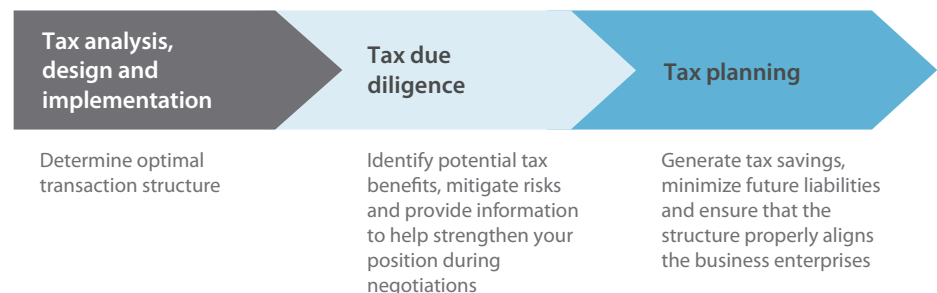 Tax analysis,
design and
implementation
Determine optimal
transaction structure
Tax due
diligence
Identify potential tax
benefits, mitigate risks
and provide information
to help strengthen your
position during
negotiations
Tax planning
Generate tax savings,
minimize future liabilities
and ensure that the
structure properly aligns
the business enterprises